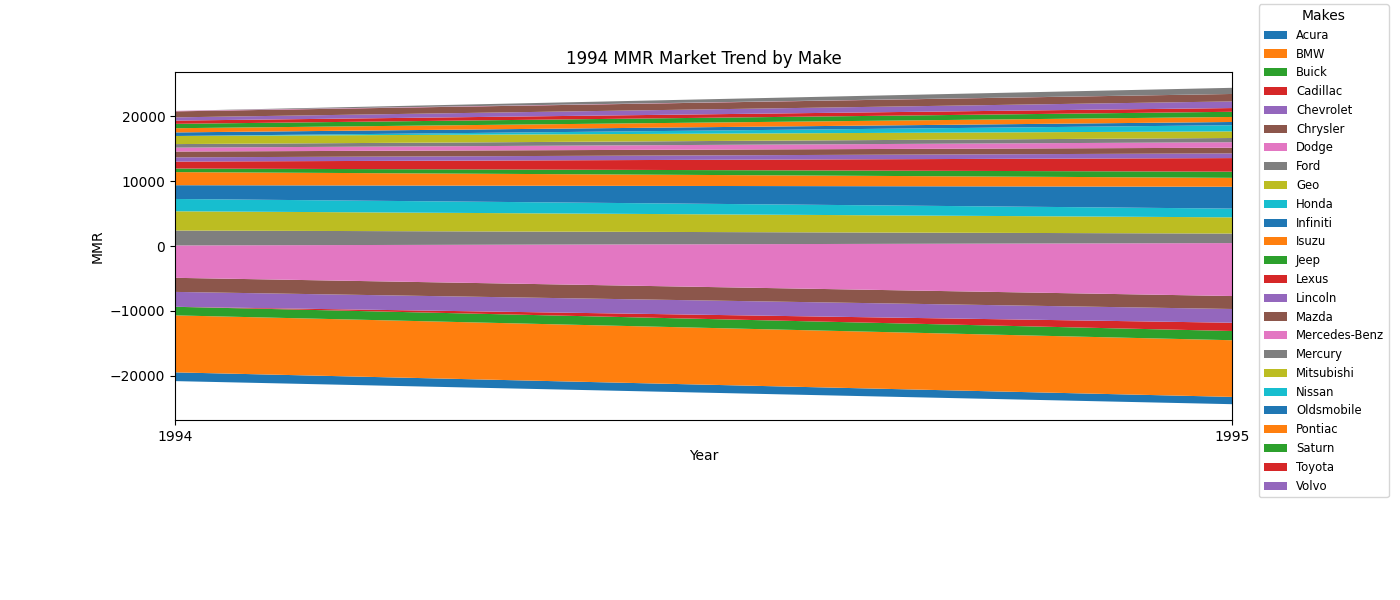 1994 MMR Market Trend by Make
MMR
20000
10000
0
−10000
−20000
1994
1995
Year
Makes
Acura
BMW
Buick
Cadillac
Chevrolet
Chrysler
Dodge
Ford
Geo
Honda
Infiniti
Isuzu
Jeep
Lexus
Lincoln
Mazda
Mercedes-Benz
Mercury
Mitsubishi
Nissan
Oldsmobile
Pontiac
Saturn
Toyota
Volvo